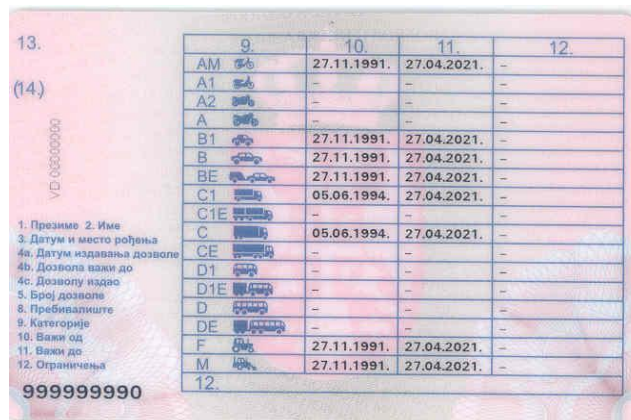 13.
(14.)
VD 00000000
9. 10. 11. 12.
AM 27.11.1991. 27.04.2021. –
A1 – – –
A2 – – –
A – – –
B1 27.11.1991. 27.04.2021. –
B 27.11.1991. 27.04.2021. –
BE 27.11.1991. 27.04.2021. –
C1 05.06.1994. 27.04.2021. –
C1E – – –
C 05.06.1994. 27.04.2021. –
CE – – –
D1 – – –
D1E – – –
D – – –
DE – – –
F 27.11.1991. 27.04.2021. –
M 27.11.1991. 27.04.2021. –
12.
1. Презиме 2. Име
3. Датум и место рођења
4a. Датум издавања дозволе
4b. Дозвола важи до
4c. Дозволу издао
5. Број дозволе
8. Пребивалиште
9. Категорије
10. Важи од
11. Важи до
12. Ограничења
999999990